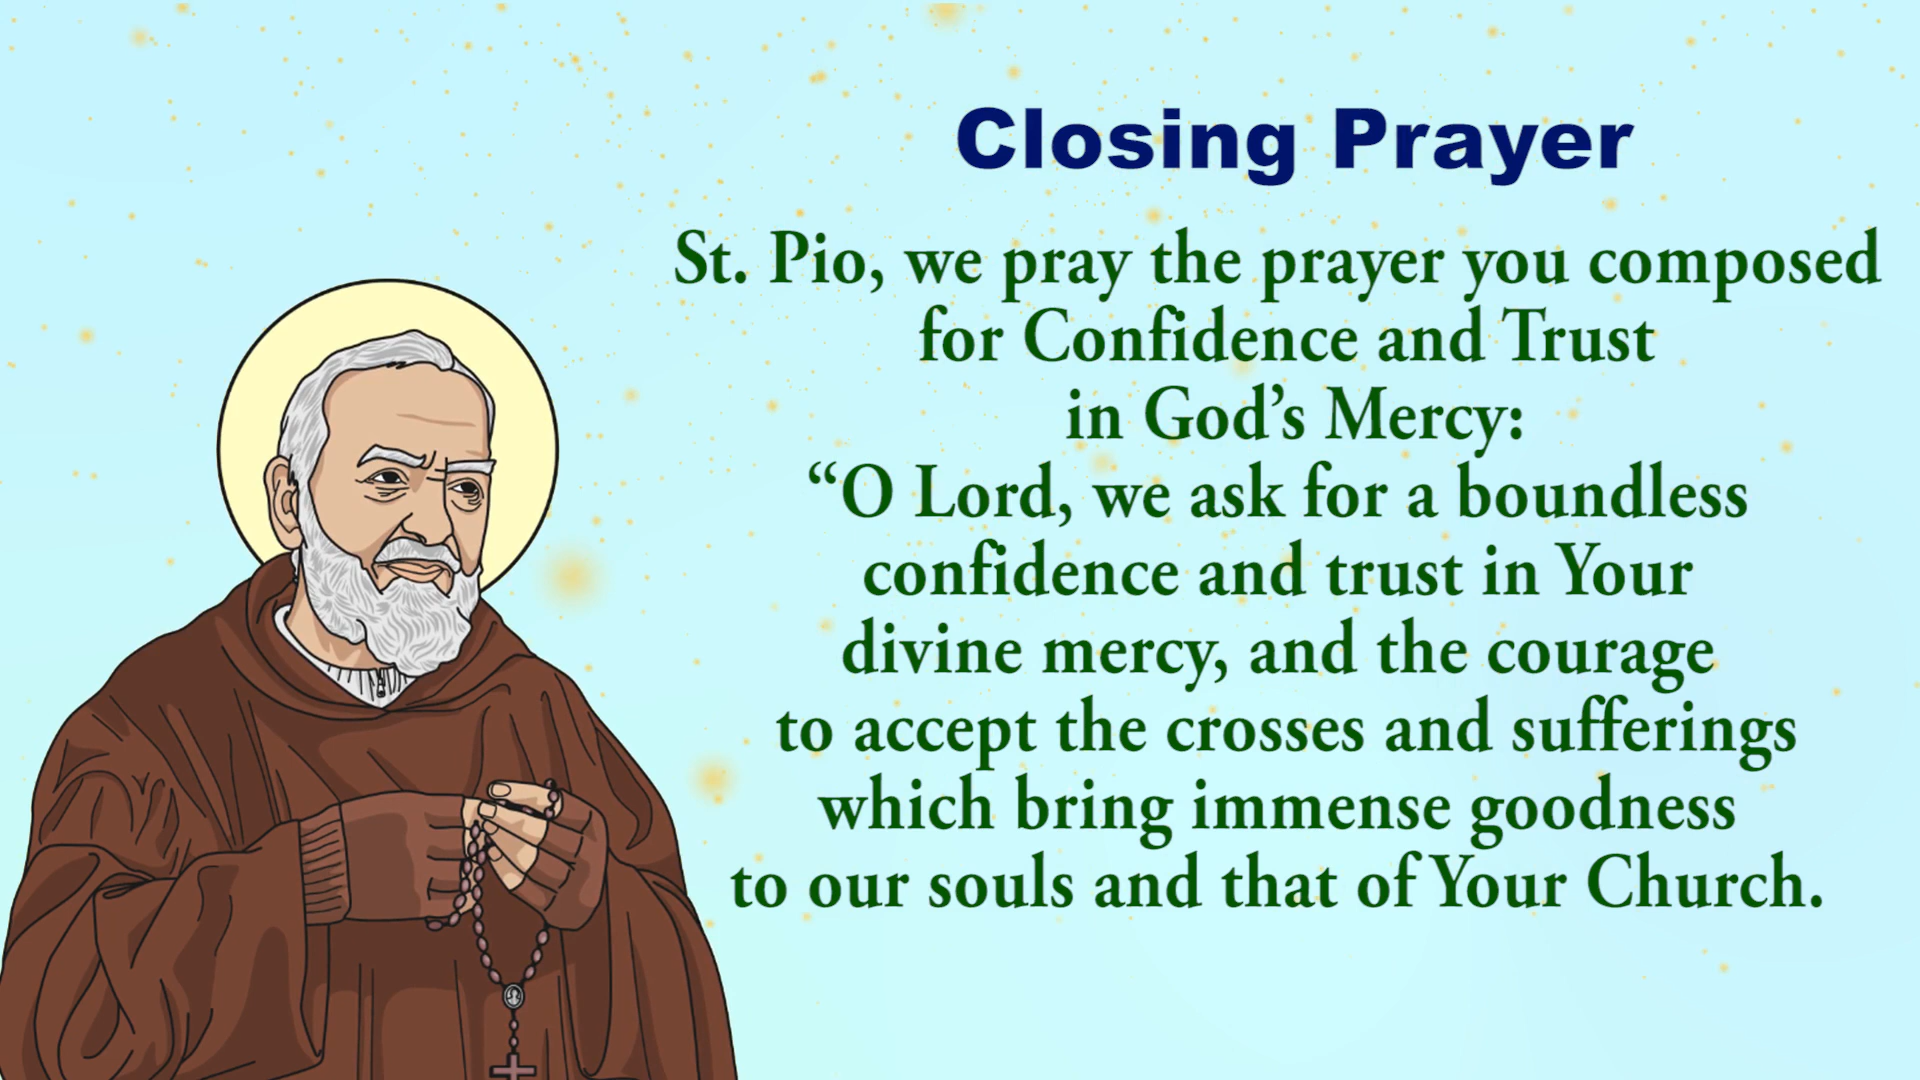 Closing Prayer
St. Pio, we pray the prayer you composed
for Confidence and Trust
in God’s Mercy:
“O Lord, we ask for a boundless
confidence and trust in Your
divine mercy, and the courage
to accept the crosses and sufferings
which bring immense goodness
to our souls and that of Your Church.